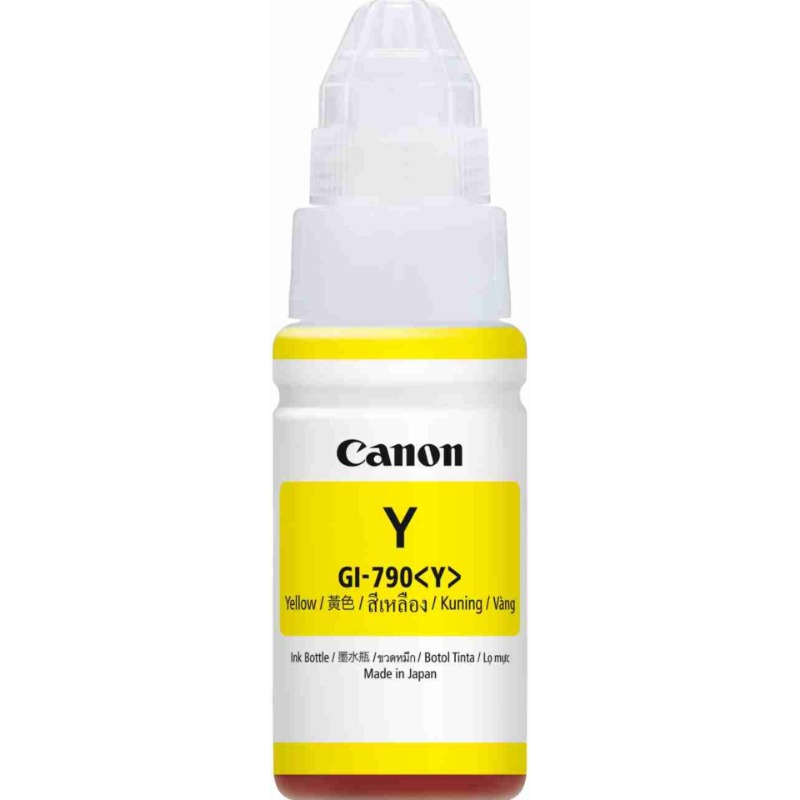 Canon
Y
GI-790<Y>
Yellow / 黃色 / สีเหลือง / Kuning / Vàng
Ink Bottle / 墨水瓶 / ขวดหมึก / Botol Tinta / Lọ mực
Made in Japan